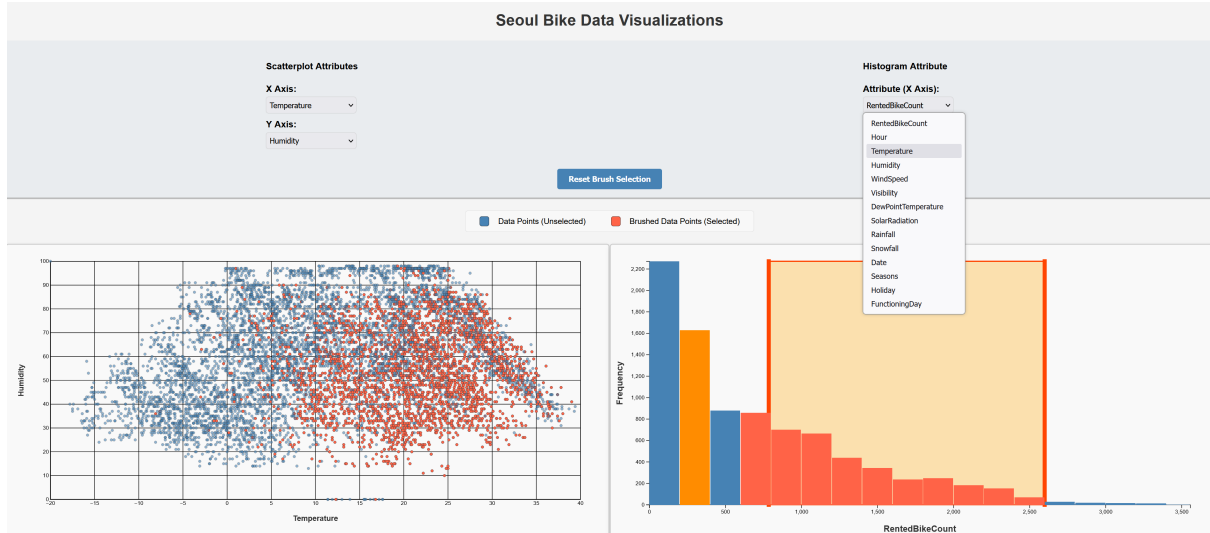 Seoul Bike Data Visualizations
Scatterplot Attributes
X Axis:
Temperature
Y Axis:
Humidity
Histogram Attribute
Attribute (X Axis):
RentedBikeCount
RentedBikeCount
Hour
Temperature
Humidity
WindSpeed
Visibility
DewPointTemperature
SolarRadiation
Rainfall
Snowfall
Date
Seasons
Holiday
FunctioningDay
Reset Brush Selection
Data Points (Unselected)
Brushed Data Points (Selected)
100
90
80
70
60
50
40
30
20
10
0
Humidity
−20 −15 −10 −5 0 5 10 15 20 25 30 35 40
Temperature
2,200
2,000
1,800
1,600
1,400
1,200
1,000
800
600
400
200
0
Frequency
0 500 1,000 1,500 2,000 2,500 3,000 3,500
RentedBikeCount